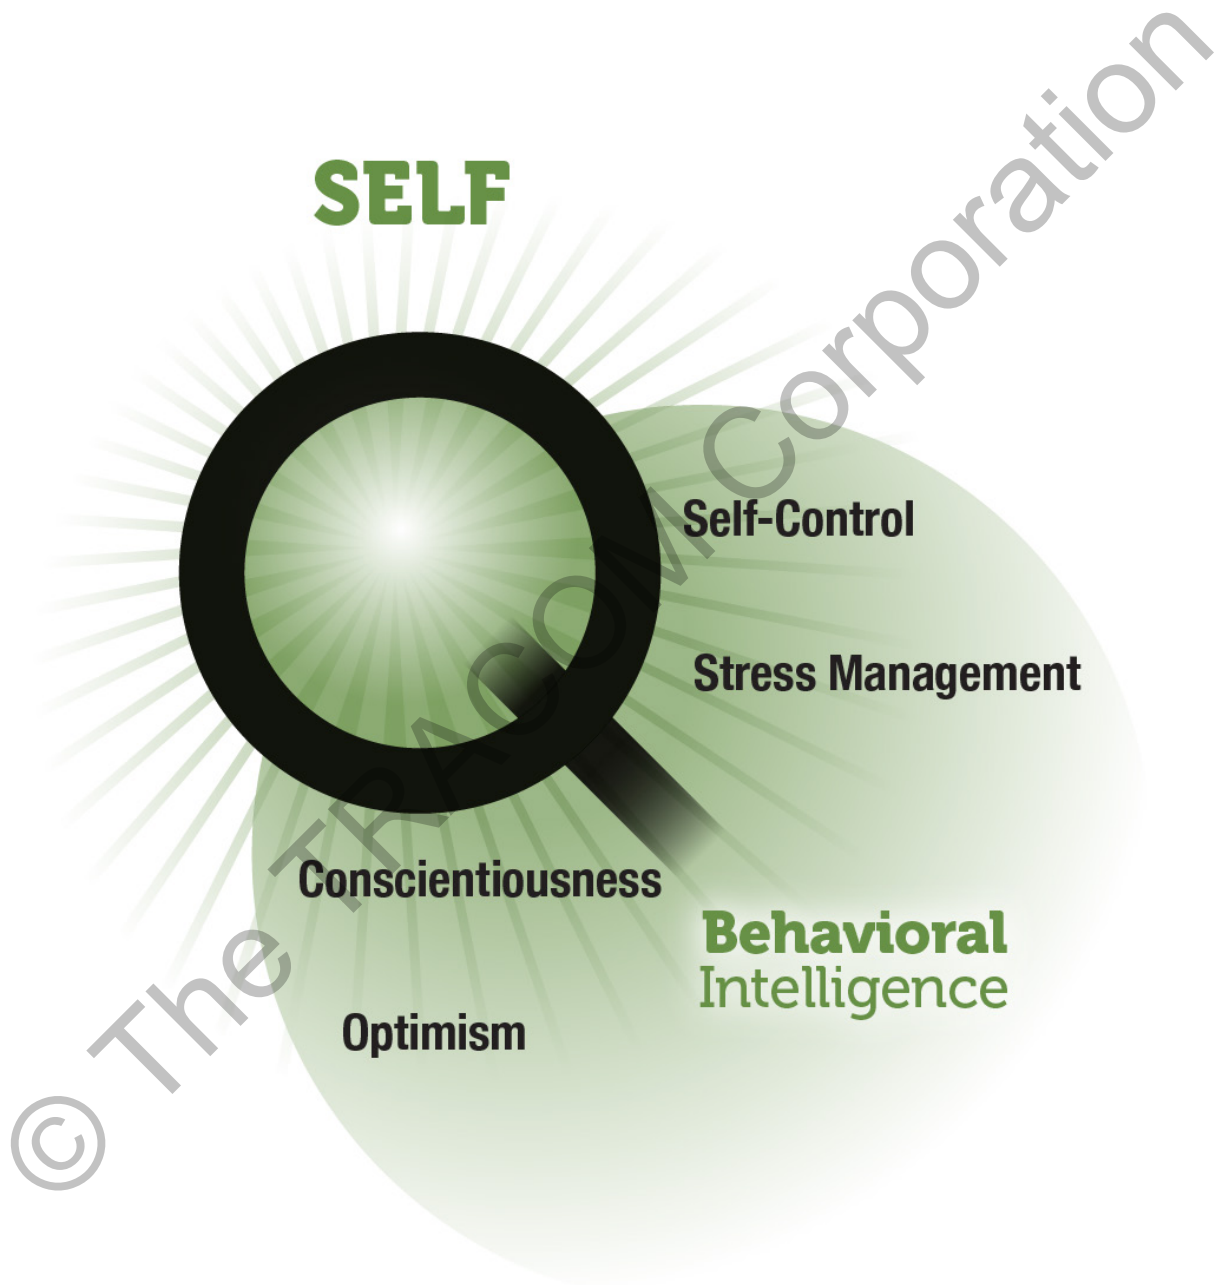 SELF
Self-Control
Stress Management
Conscientiousness
Behavioral
Intelligence
Optimism
© The TRACOM Corporation